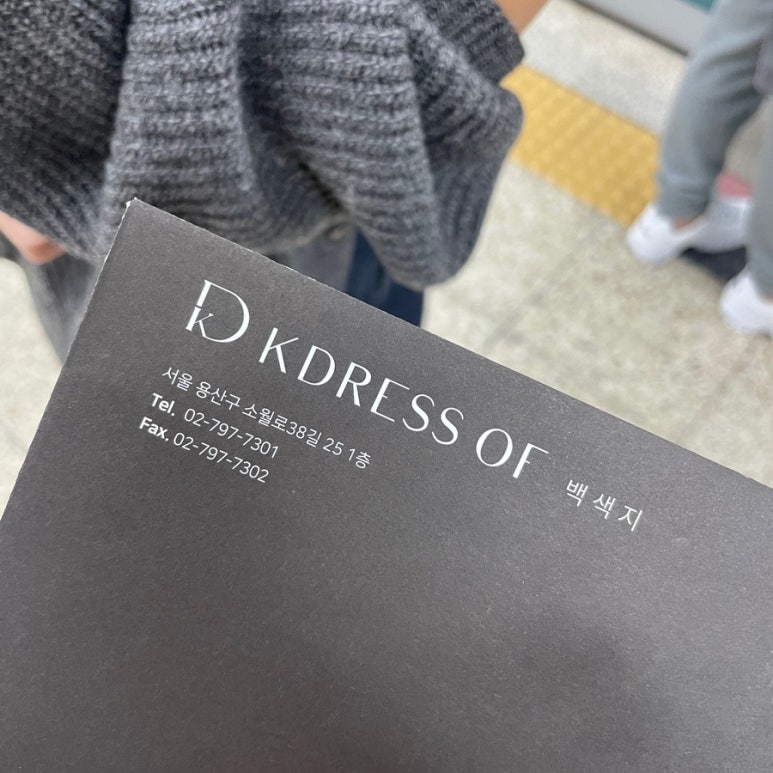 DK KDRESS OF 백색지
서울 용산구 소월로38길 25 1층
Tel. 02-797-7301
Fax. 02-797-7302